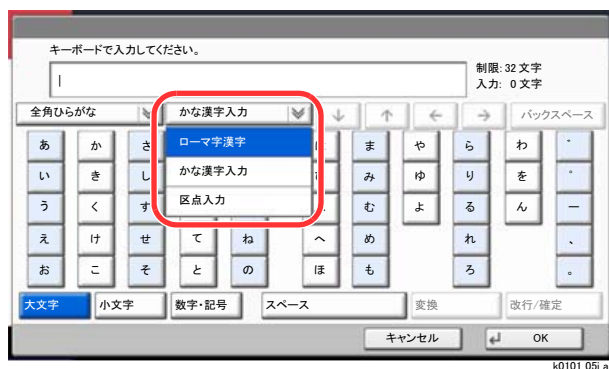 キーボードで入力してください。
制限: 32 文字
入力: 0 文字
全角ひらがな かな漢字入力 ↓ ↑ ← → バックスペース
ローマ字漢字
かな漢字入力
区点入力
あ か さ ま や ら わ ゛
い き し み ゆ り を ゜
う く す む よ る ん ー
え け せ て ね へ め れ 、
お こ そ と の ほ も ろ 。
大文字 小文字 数字・記号 スペース 変換 改行/確定
キャンセル OK
k0101_05j_a